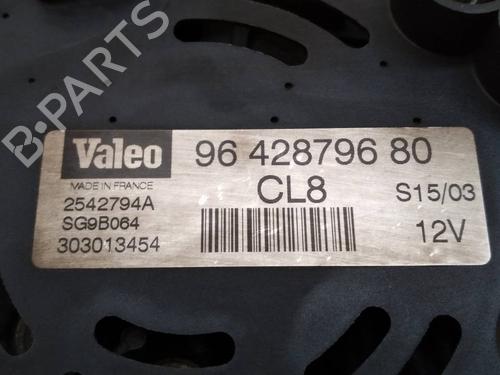 B-PARTS
Valeo
96 428796 80
MADE IN FRANCE
CL8
S15/03
2542794A
SG9B064
12V
303013454